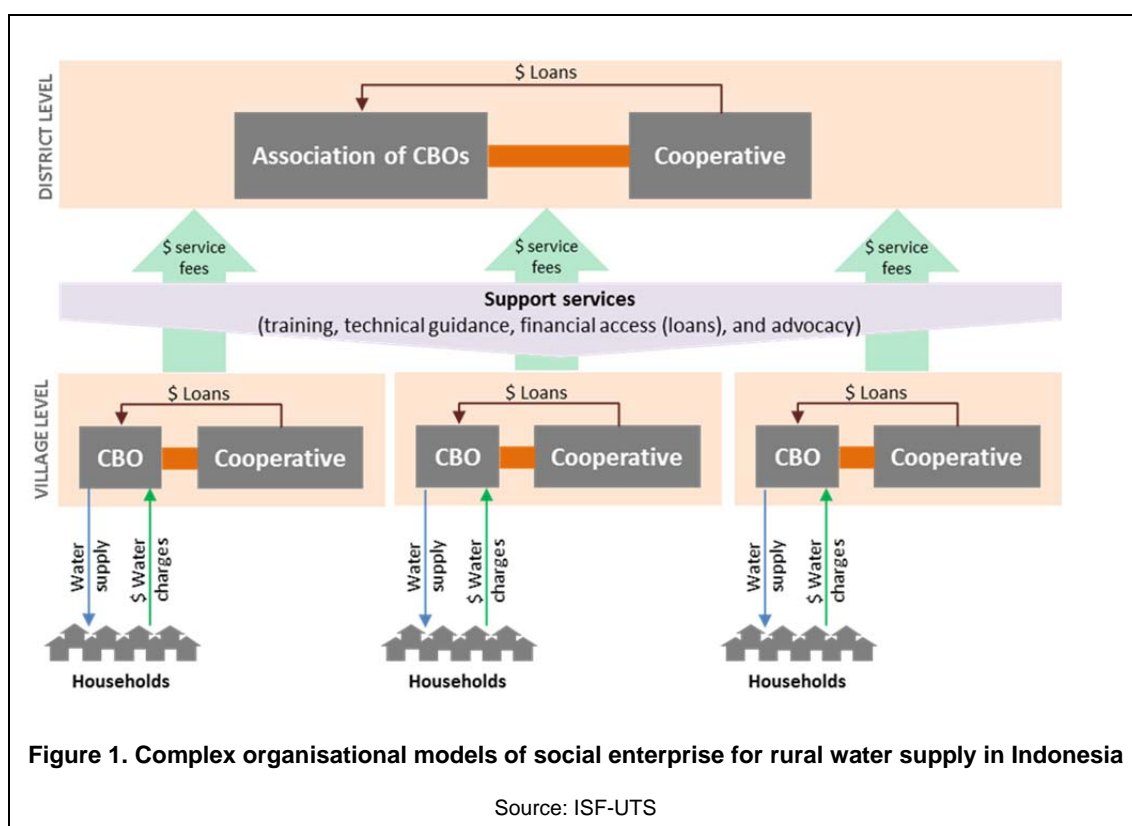 DISTRICT LEVEL
$ Loans
Association of CBOs
Cooperative
$ service
fees
$ service
fees
$ service
fees
Support services
(training, technical guidance, financial access (loans), and advocacy)
VILLAGE LEVEL
$ Loans
CBO
Cooperative
$ Loans
CBO
Cooperative
$ Loans
CBO
Cooperative
Water
supply
$ Water
charges
Water
supply
$ Water
charges
Water
supply
$ Water
charges
Households
Households
Households
Figure 1. Complex organisational models of social enterprise for rural water supply in Indonesia
Source: ISF-UTS